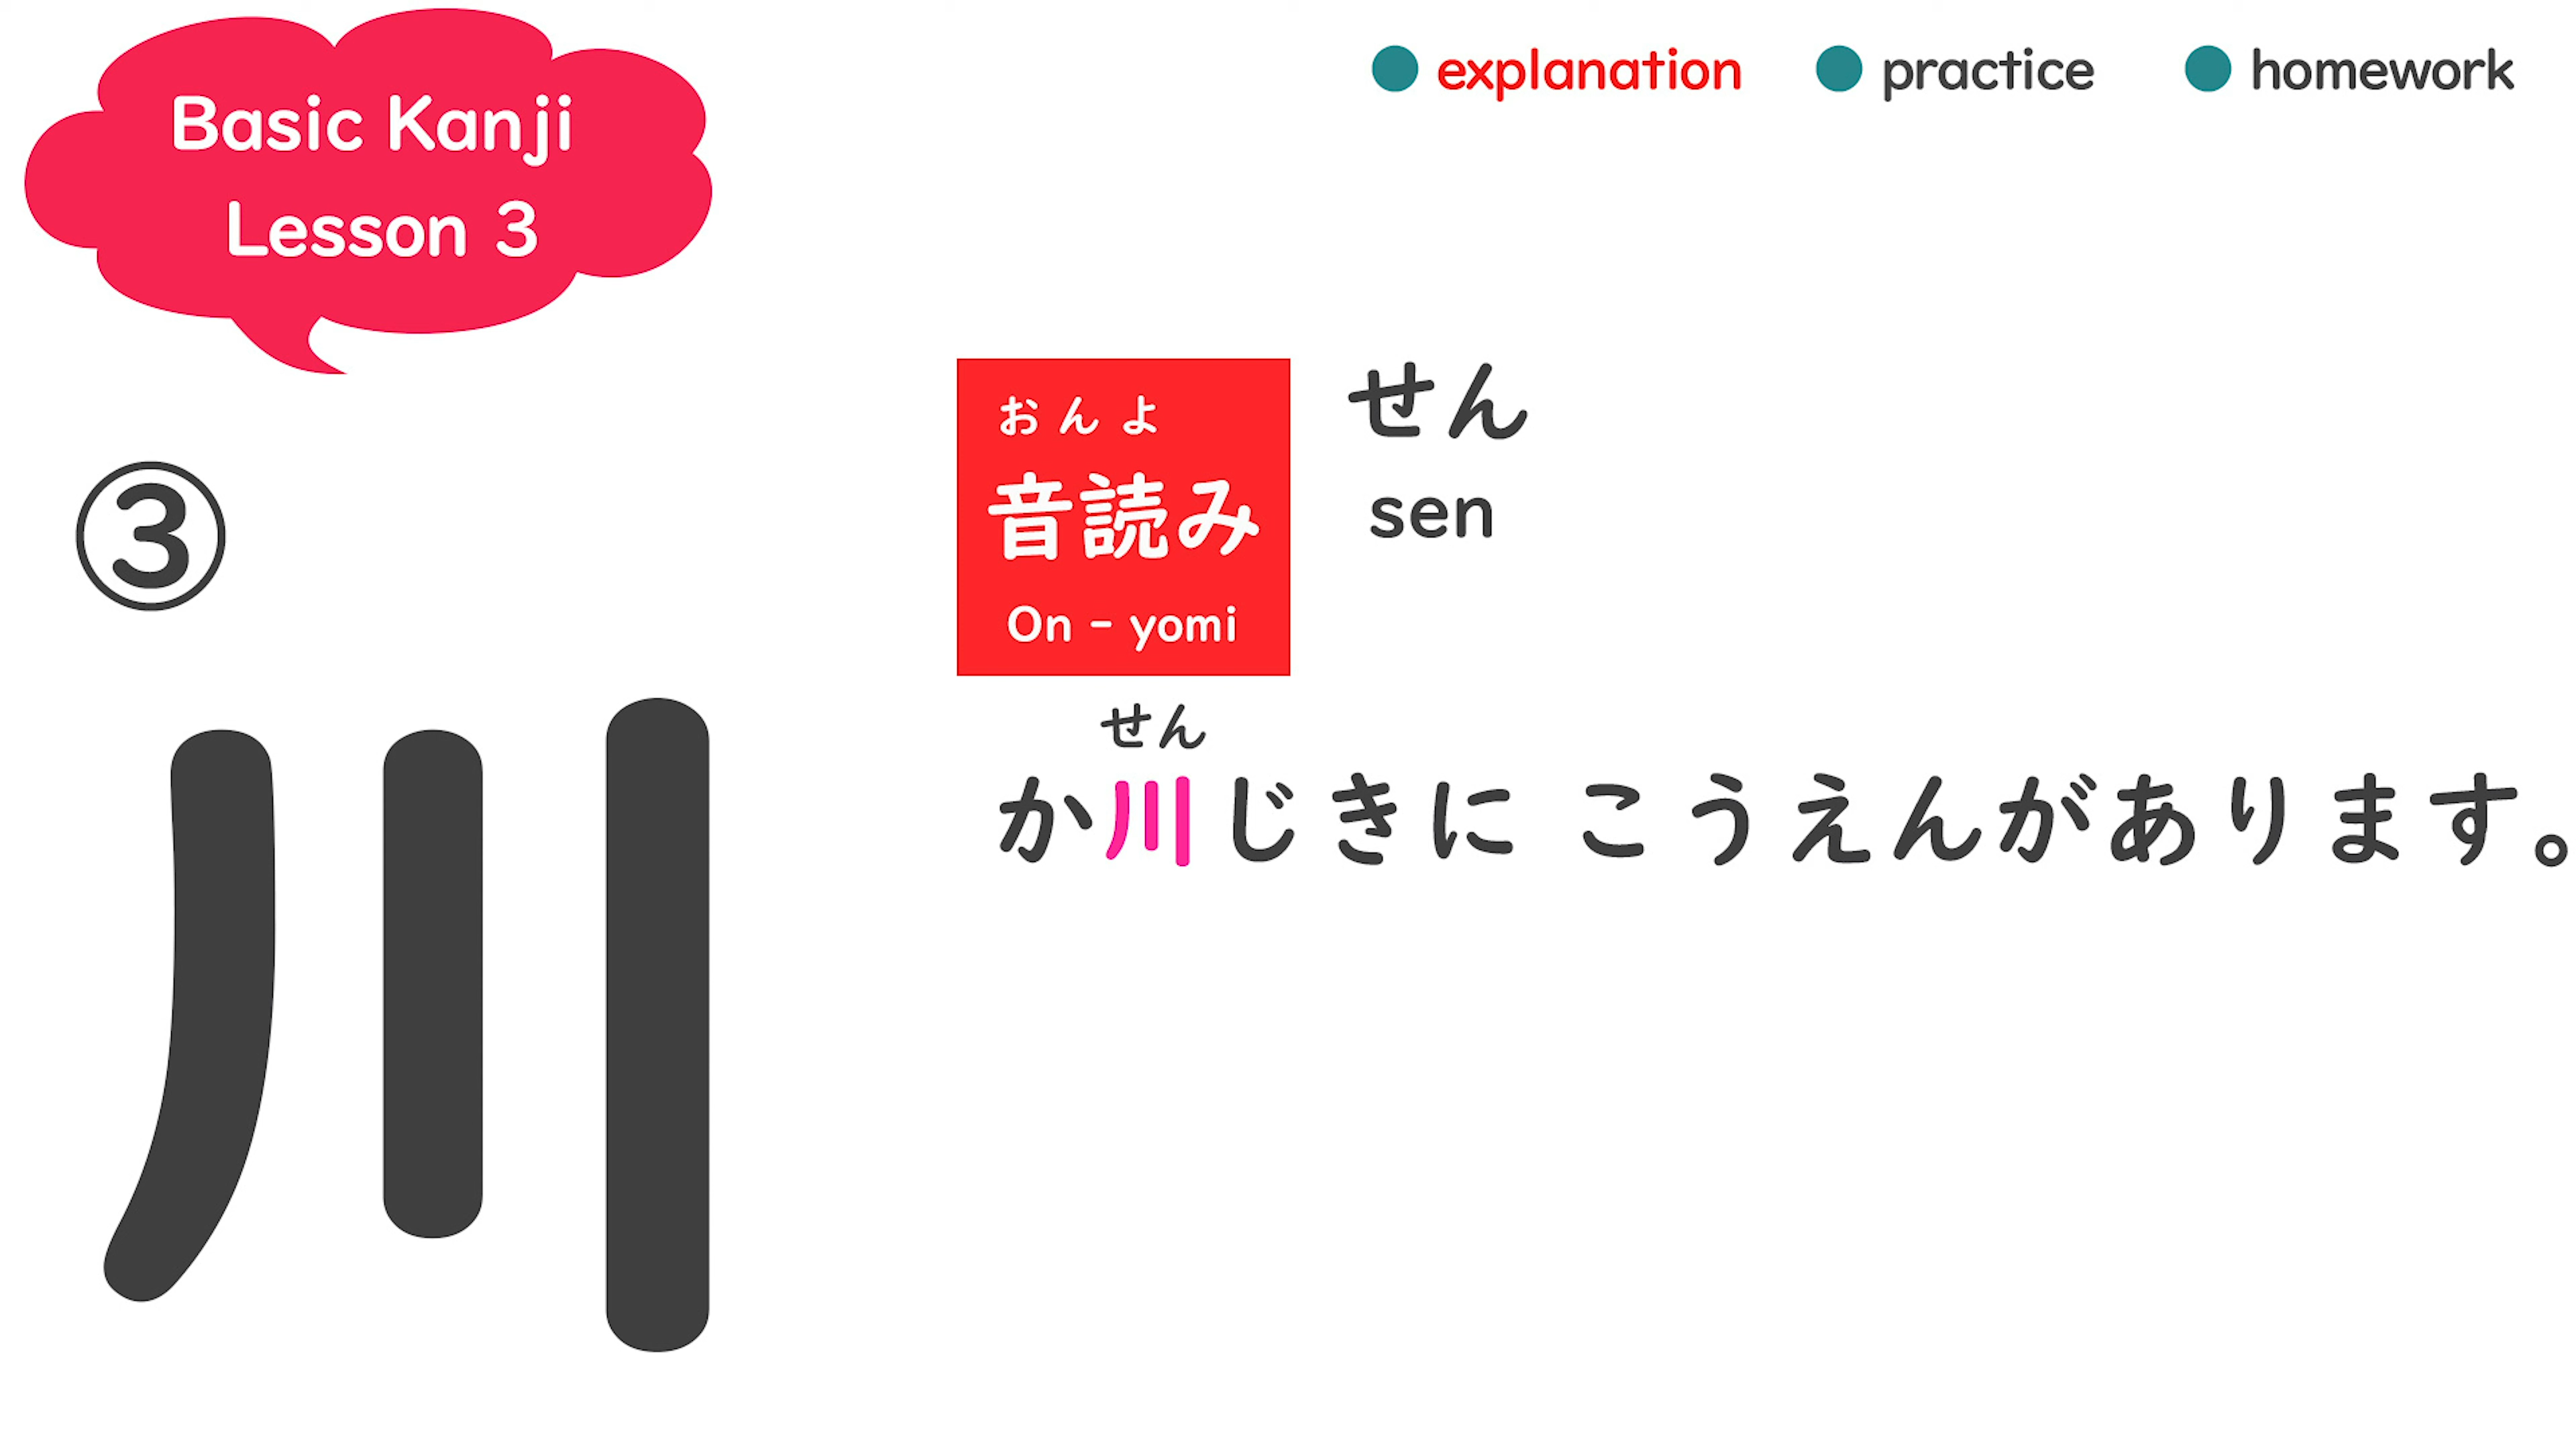 Basic Kanji
Lesson 3
explanation
practice
homework
③
川
おんよ
音読み
On - yomi
せん
sen
せん
か川じきに こうえんがあります。